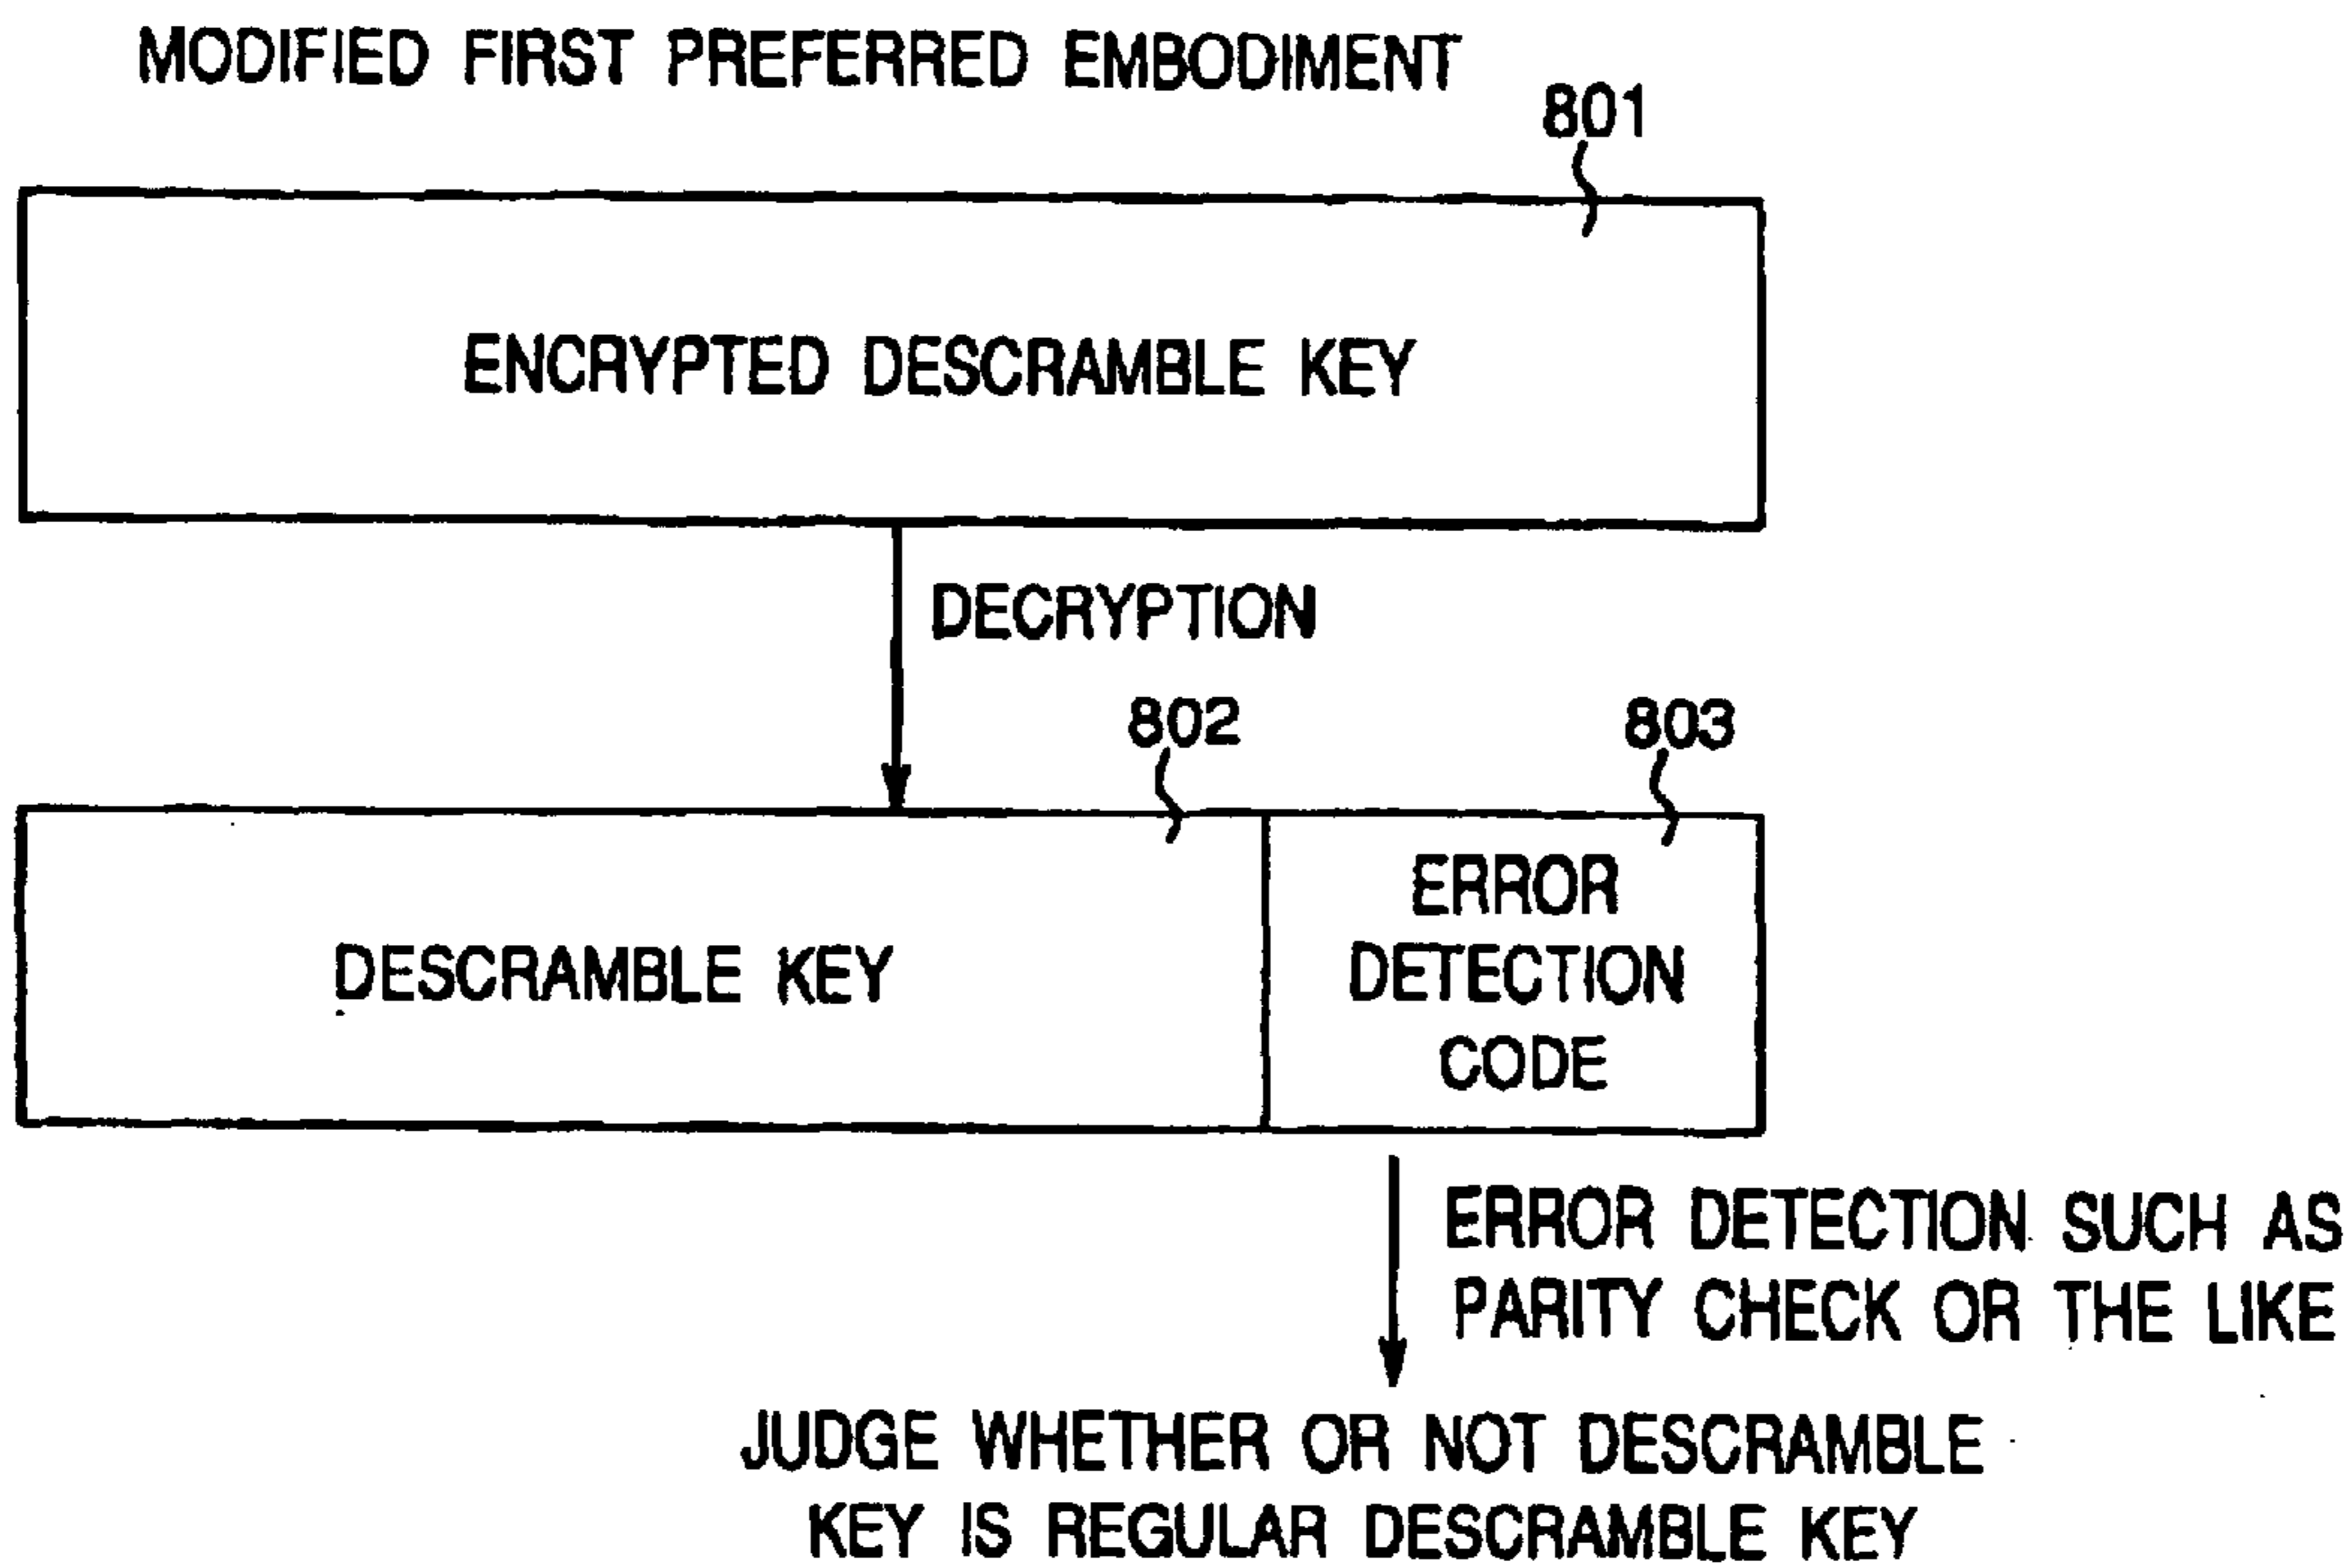 MODIFIED FIRST PREFERRED EMBODIMENT
801
ENCRYPTED DESCRAMBLE KEY
DECRYPTION
802
803
DESCRAMBLE KEY
ERROR
DETECTION
CODE
ERROR DETECTION SUCH AS
PARITY CHECK OR THE LIKE
JUDGE WHETHER OR NOT DESCRAMBLE
KEY IS REGULAR DESCRAMBLE KEY